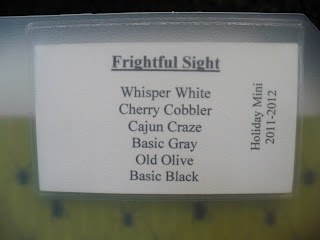 Frightful Sight
Whisper White
Cherry Cobbler
Cajun Craze
Basic Gray
Old Olive
Basic Black
Holiday Mini
2011-2012